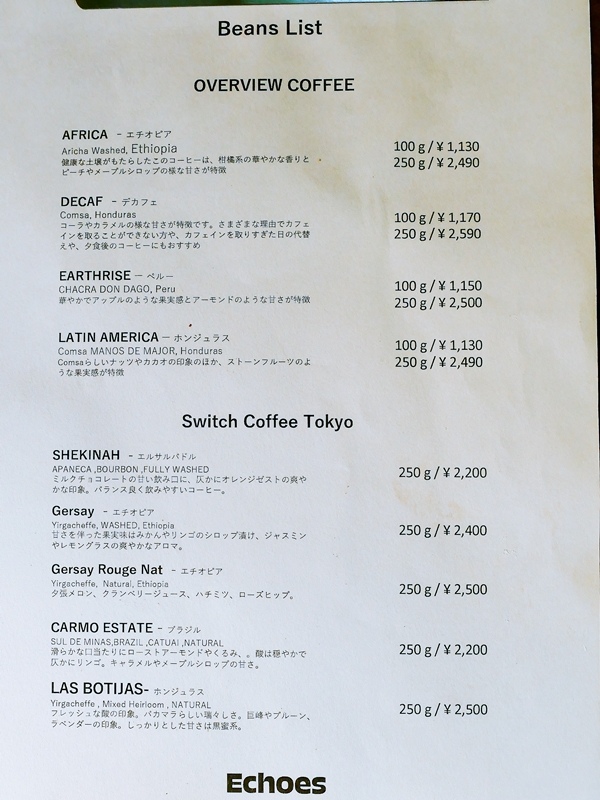 Beans List
OVERVIEW COFFEE
AFRICA - エチオピア
Aricha Washed, Ethiopia
健康な土壌がもたらしたこのコーヒーは、柑橘系の華やかな香りと
ピーチやメープルシロップの様な甘さが特徴
100 g / ¥ 1,130
250 g / ¥ 2,490
DECAF - デカフェ
Comsa, Honduras
コーラやカラメルの様な甘さが特徴です。さまざまな理由でカフェ
インを取ることができない方や、カフェインを取りすぎた日の代替
えや、夕食後のコーヒーにもおすすめ
100 g / ¥ 1,170
250 g / ¥ 2,590
EARTHRISE － ペルー
CHACRA DON DAGO, Peru
華やかでアップルのような果実感とアーモンドのような甘さが特徴
100 g / ¥ 1,150
250 g / ¥ 2,500
LATIN AMERICA － ホンジュラス
Comsa MANOS DE MAJOR, Honduras
Comsaらしいナッツやカカオの印象のほか、ストーンフルーツのよ
うな果実感が特徴
100 g / ¥ 1,130
250 g / ¥ 2,490
Switch Coffee Tokyo
SHEKINAH - エルサルバドル
APANECA ,BOURBON ,FULLY WASHED
ミルクチョコレートの甘い飲み口に、仄かにオレンジゼストの爽や
かな印象。バランス良く飲みやすいコーヒー。
250 g / ¥ 2,200
Gersay - エチオピア
Yirgacheffe, WASHED, Ethiopia
甘さを伴った果実味はみかんやリンゴのシロップ漬け、ジャスミン
やレモングラスの爽やかなアロマ。
250 g / ¥ 2,400
Gersay Rouge Nat - エチオピア
Yirgacheffe, Natural, Ethiopia
夕張メロン、クランベリージュース、ハチミツ、ローズヒップ。
250 g / ¥ 2,500
CARMO ESTATE - ブラジル
SUL DE MINAS,BRAZIL ,CATUAI ,NATURAL
滑らかな口当たりにローストアーモンドやくるみ、。酸は穏やかで
仄かにリンゴ。キャラメルやメープルシロップの甘さ。
250 g / ¥ 2,200
LAS BOTIJAS- ホンジュラス
Yirgacheffe , Mixed Heirloom , NATURAL
フレッシュな酸の印象。パカマラらしい瑞々しさ。巨峰やプルーン、
ラベンダーの印象。しっかりとした甘さは黒蜜系。
250 g / ¥ 2,500
Echoes